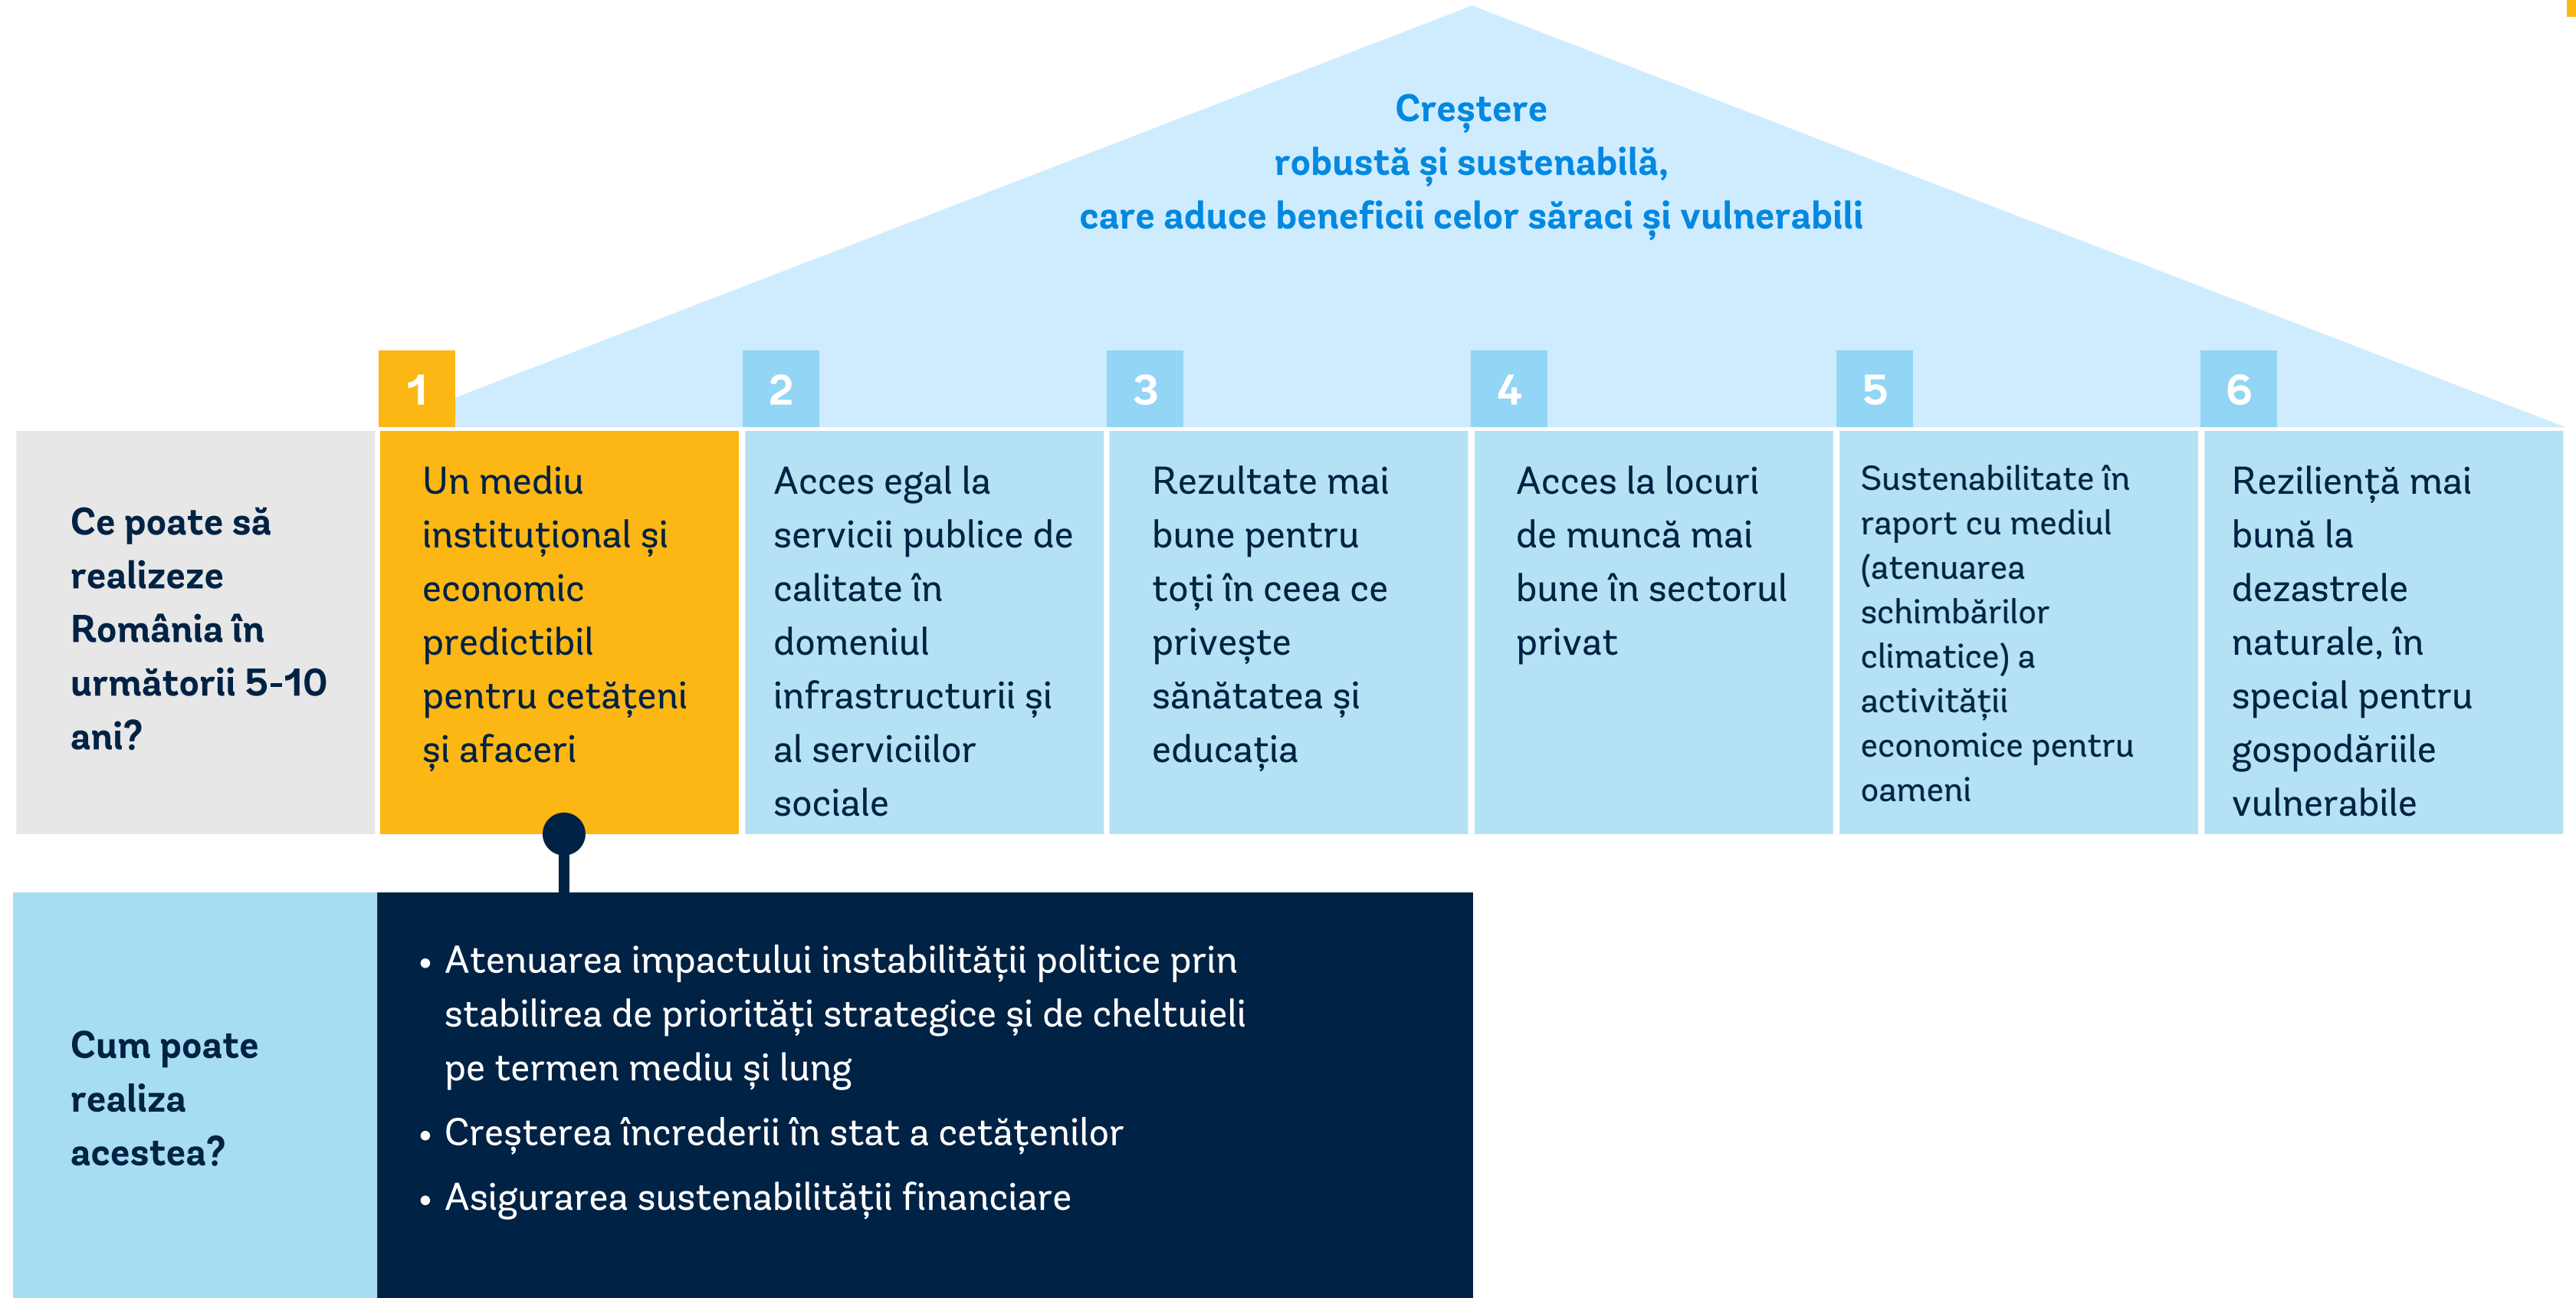 Creștere
robustă și sustenabilă,
care aduce beneficii celor săraci și vulnerabili
Ce poate să
realizeze
România în
următorii 5-10
ani?
1
Un mediu
instituțional și
economic
predictibil
pentru cetățeni
și afaceri
2
Acces egal la
servicii publice de
calitate în
domeniul
infrastructurii și
al serviciilor
sociale
3
Rezultate mai
bune pentru
toți în ceea ce
privește
sănătatea și
educația
4
Acces la locuri
de muncă mai
bune în sectorul
privat
5
Sustenabilitate în
raport cu mediul
(atenuarea
schimbărilor
climatice) a
activității
economice pentru
oameni
6
Reziliență mai
bună la
dezastrele
naturale, în
special pentru
gospodăriile
vulnerabile
Cum poate
realiza
acestea?
• Atenuarea impactului instabilității politice prin
stabilirea de priorități strategice și de cheltuieli
pe termen mediu și lung
• Creșterea încrederii în stat a cetățenilor
• Asigurarea sustenabilității financiare